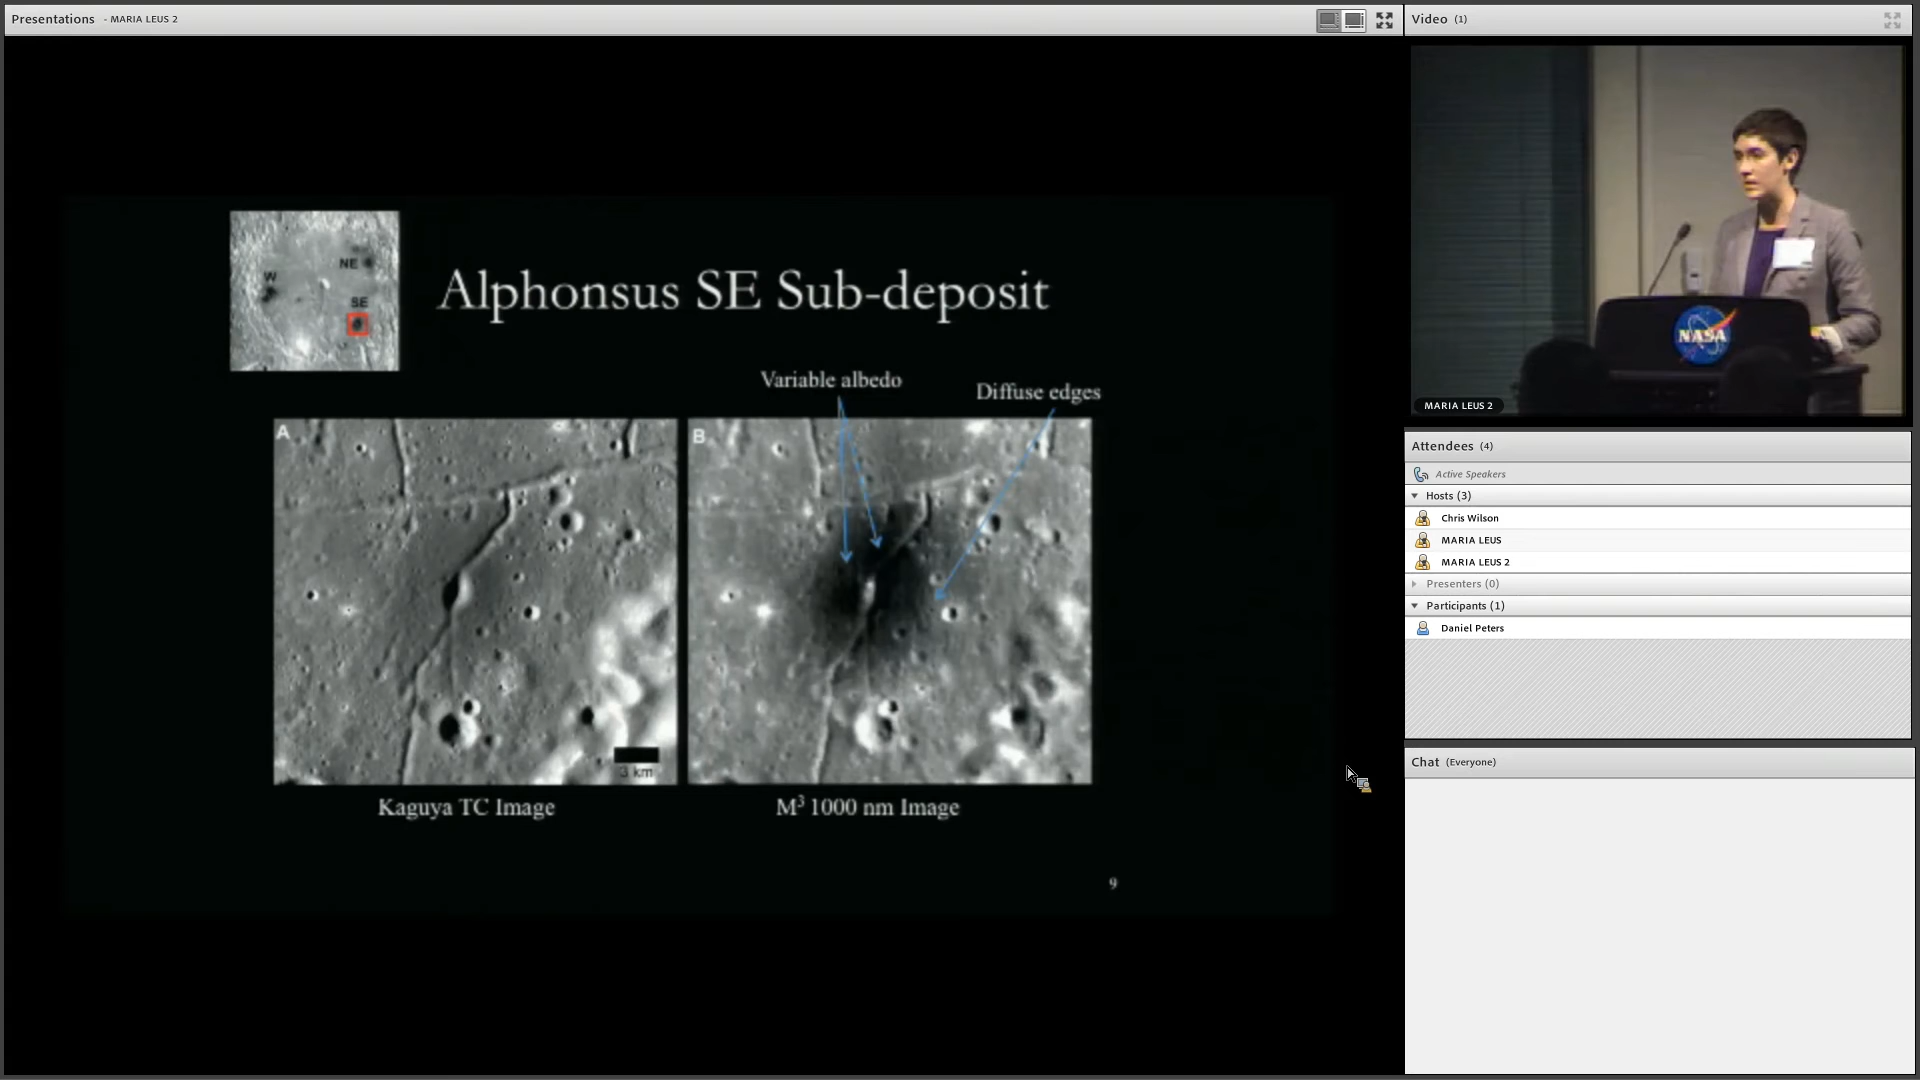 Presentations - MARIA LEUS 2
Video (1)
W
NE
SE
Alphonsus SE Sub-deposit
Variable albedo
Diffuse edges
A
B
3 km
Kaguya TC Image
M³ 1000 nm Image
9
NASA
MARIA LEUS 2
Attendees (4)
Active Speakers
Hosts (3)
Chris Wilson
MARIA LEUS
MARIA LEUS 2
Presenters (0)
Participants (1)
Daniel Peters
Chat (Everyone)